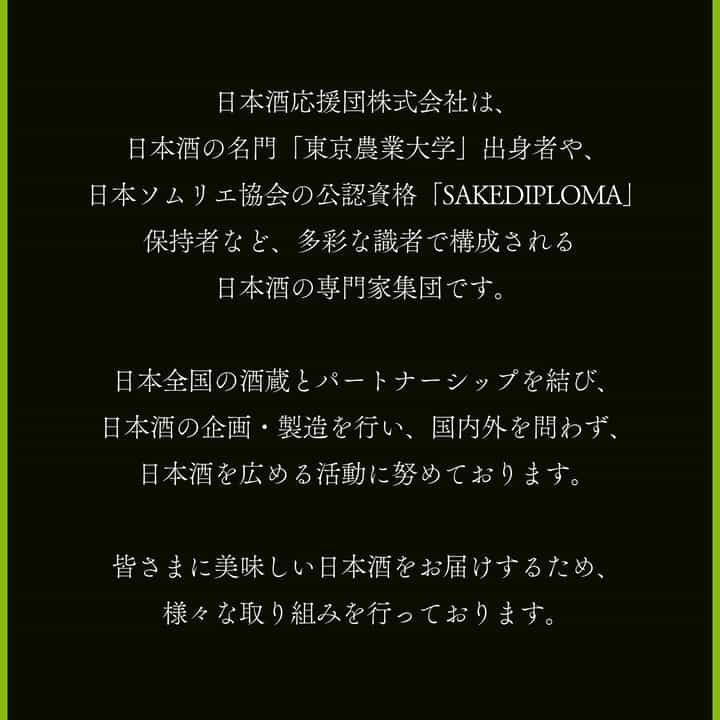 日本酒応援団株式会社は、
日本酒の名門「東京農業大学」出身者や、
日本ソムリエ協会の公認資格「SAKEDIPLOMA」
保持者など、多彩な識者で構成される
日本酒の専門家集団です。
日本全国の酒蔵とパートナーシップを結び、
日本酒の企画・製造を行い、国内外を問わず、
日本酒を広める活動に努めております。
皆さまに美味しい日本酒をお届けするため、
様々な取り組みを行っております。